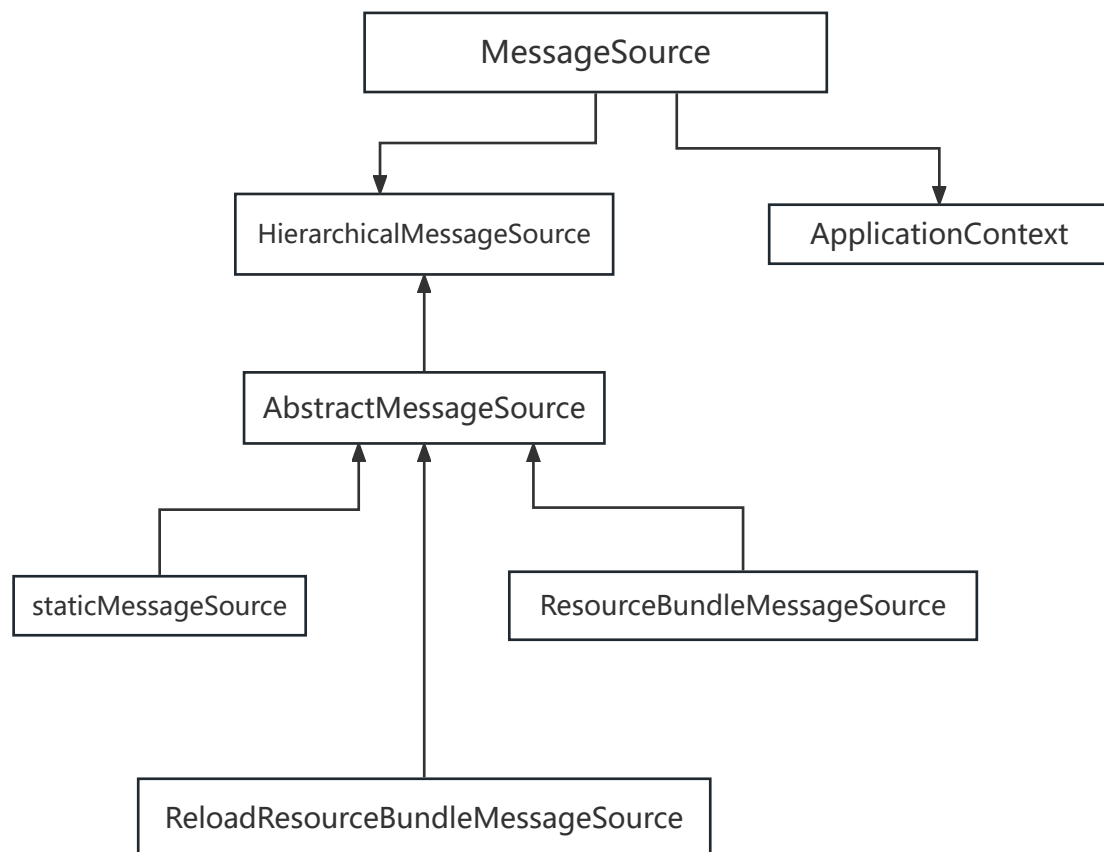 MessageSource
HierarchicalMessageSource
ApplicationContext
AbstractMessageSource
staticMessageSource
ResourceBundleMessageSource
ReloadResourceBundleMessageSource